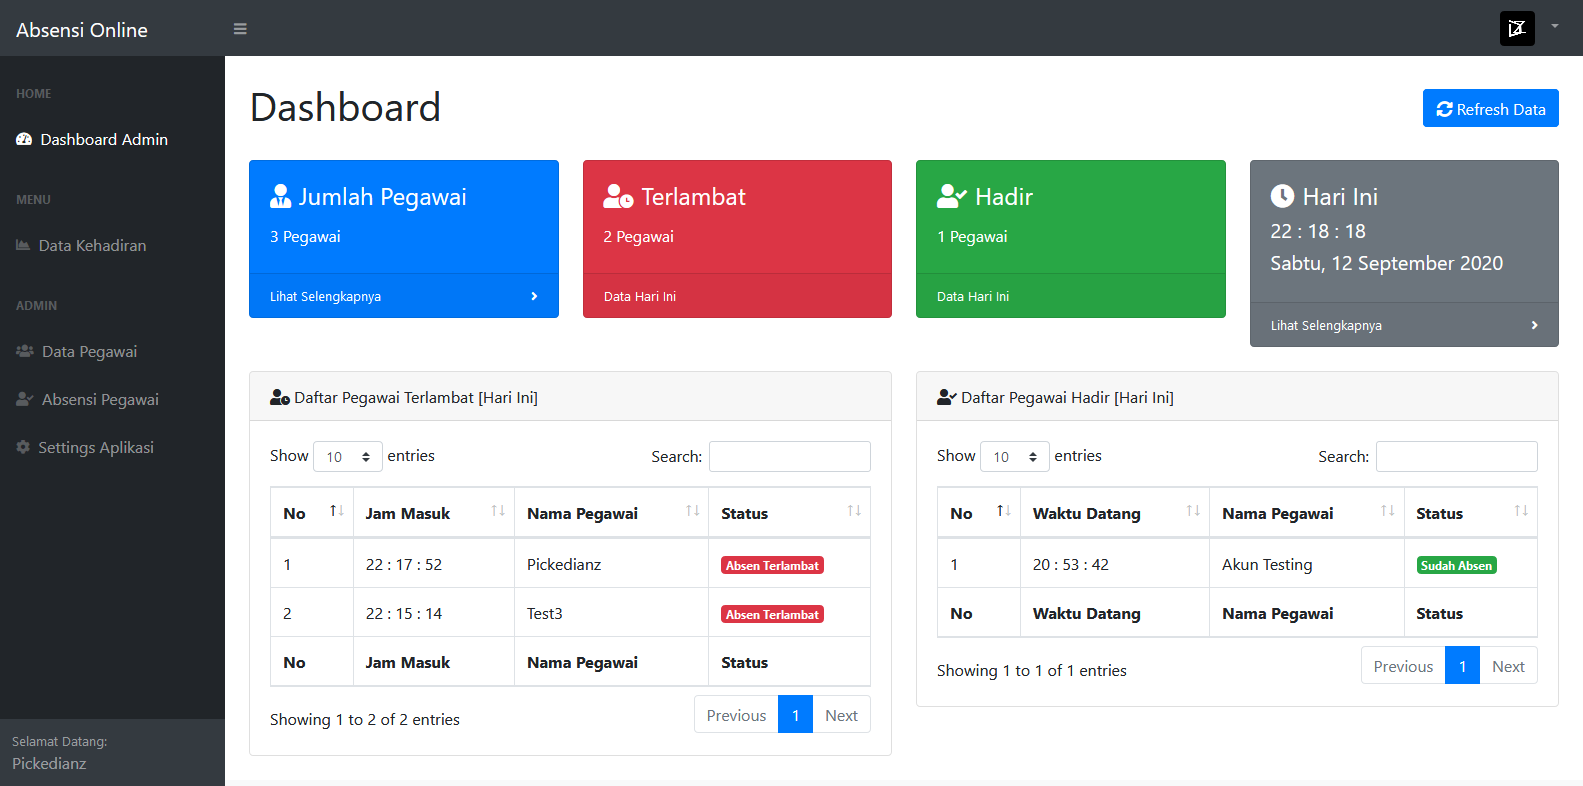 Absensi Online
HOME
Dashboard Admin
MENU
Data Kehadiran
ADMIN
Data Pegawai
Absensi Pegawai
Settings Aplikasi
Selamat Datang:
Pickedianz
Dashboard
Refresh Data
Jumlah Pegawai
3 Pegawai
Lihat Selengkapnya
Terlambat
2 Pegawai
Data Hari Ini
Hadir
1 Pegawai
Data Hari Ini
Hari Ini
22 : 18 : 18
Sabtu, 12 September 2020
Lihat Selengkapnya
Daftar Pegawai Terlambat [Hari Ini]
Show 10 entries Search:
No Jam Masuk Nama Pegawai Status
1 22 : 17 : 52 Pickedianz Absen Terlambat
2 22 : 15 : 14 Test3 Absen Terlambat
No Jam Masuk Nama Pegawai Status
Showing 1 to 2 of 2 entries Previous 1 Next
Daftar Pegawai Hadir [Hari Ini]
Show 10 entries Search:
No Waktu Datang Nama Pegawai Status
1 20 : 53 : 42 Akun Testing Sudah Absen
No Waktu Datang Nama Pegawai Status
Showing 1 to 1 of 1 entries Previous 1 Next